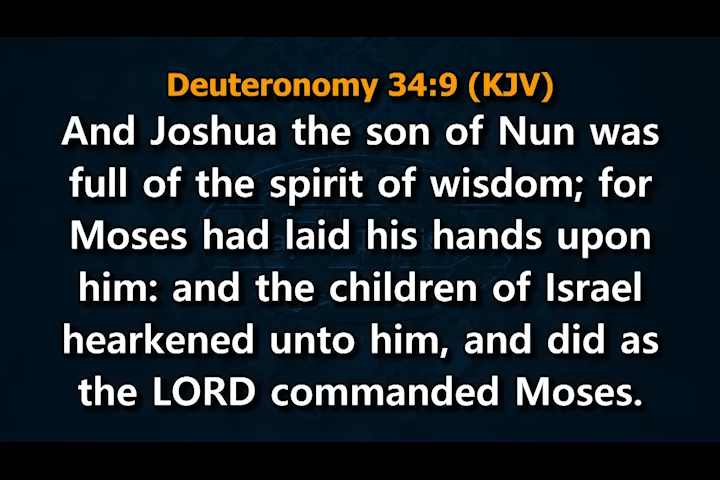 Deuteronomy 34:9 (KJV)
And Joshua the son of Nun was
full of the spirit of wisdom; for
Moses had laid his hands upon
him: and the children of Israel
hearkened unto him, and did as
the LORD commanded Moses.